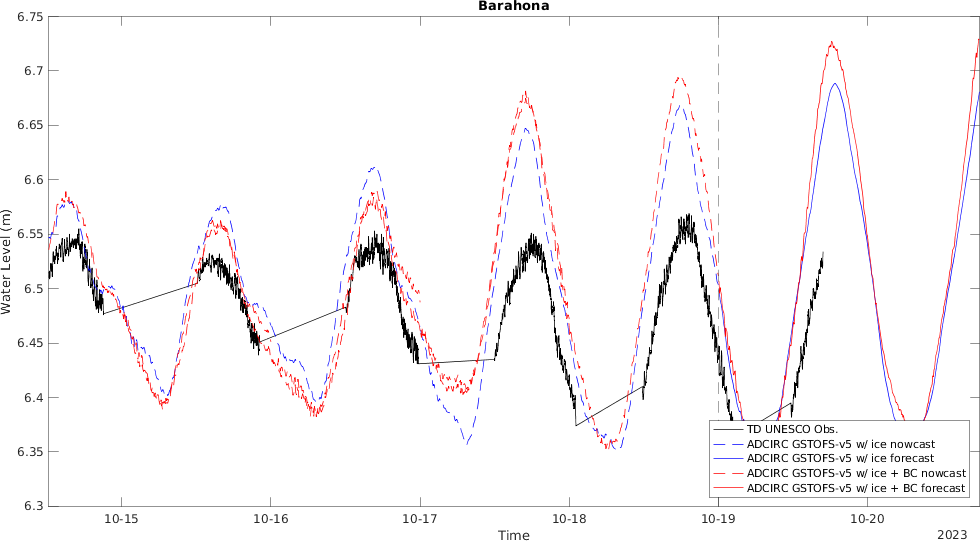 Barahona
6.75
6.7
6.65
6.6
6.55
6.5
6.45
6.4
6.35
6.3
Water Level (m)
TD UNESCO Obs.
ADCIRC GSTOFS-v5 w/ ice nowcast
ADCIRC GSTOFS-v5 w/ ice forecast
ADCIRC GSTOFS-v5 w/ ice + BC nowcast
ADCIRC GSTOFS-v5 w/ ice + BC forecast
10-15 10-16 10-17 10-18 10-19 10-20
Time
2023